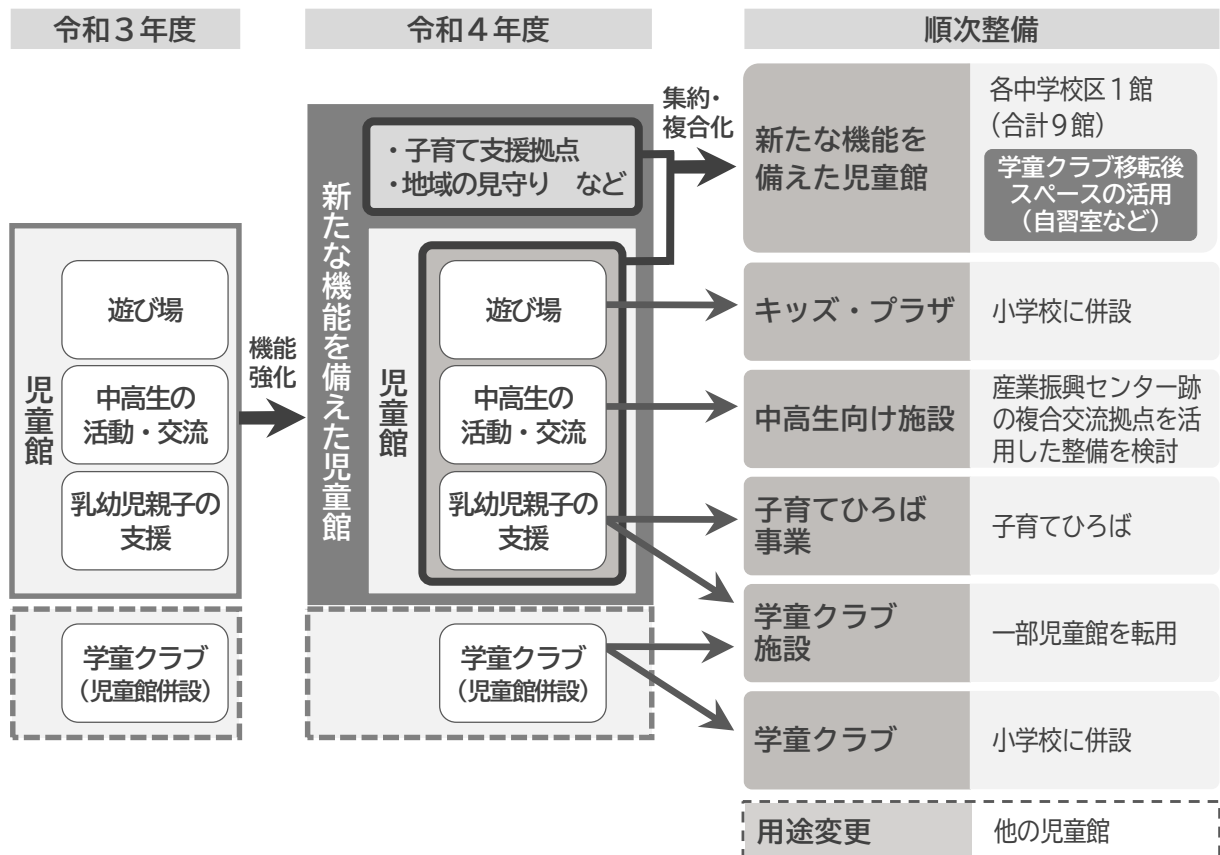 令和３年度
児童館
遊び場
中高生の
活動・交流
乳幼児親子の
支援
学童クラブ
（児童館併設）
機能
強化
令和４年度
新たな機能を備えた児童館
・子育て支援拠点
・地域の見守り　など
児童館
遊び場
中高生の
活動・交流
乳幼児親子の
支援
学童クラブ
（児童館併設）
集約・
複合化
順次整備
新たな機能を
備えた児童館
各中学校区１館
（合計９館）
学童クラブ移転後
スペースの活用
（自習室など）
キッズ・プラザ
小学校に併設
中高生向け施設
産業振興センター跡
の複合交流拠点を活
用した整備を検討
子育てひろば
事業
子育てひろば
学童クラブ
施設
一部児童館を転用
学童クラブ
小学校に併設
用途変更
他の児童館